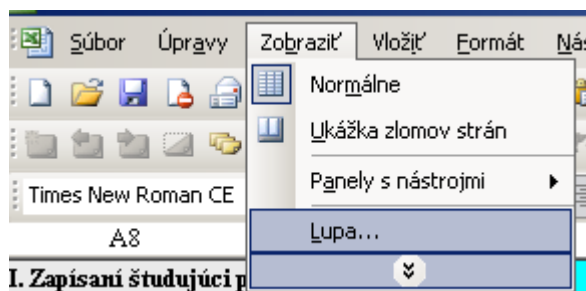 Súbor Úpravy Zobraziť Vložiť Formát
Normálne
Ukážka zlomov strán
Panely s nástrojmi
Times New Roman CE
Lupa...
A8
I. Zapísaní študujúci